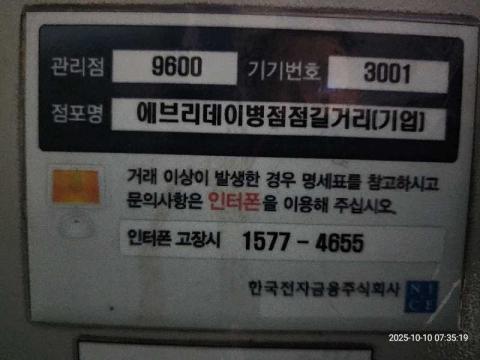 관리점 9600 기기번호 3001
점포명 에브리데이병점점길거리(기업)
거래 이상이 발생한 경우 명세표를 참고하시고
문의사항은 인터폰을 이용해 주십시오.
인터폰 고장시 1577-4655
한국전자금융주식회사 NICE
2025-10-10 07:35:19